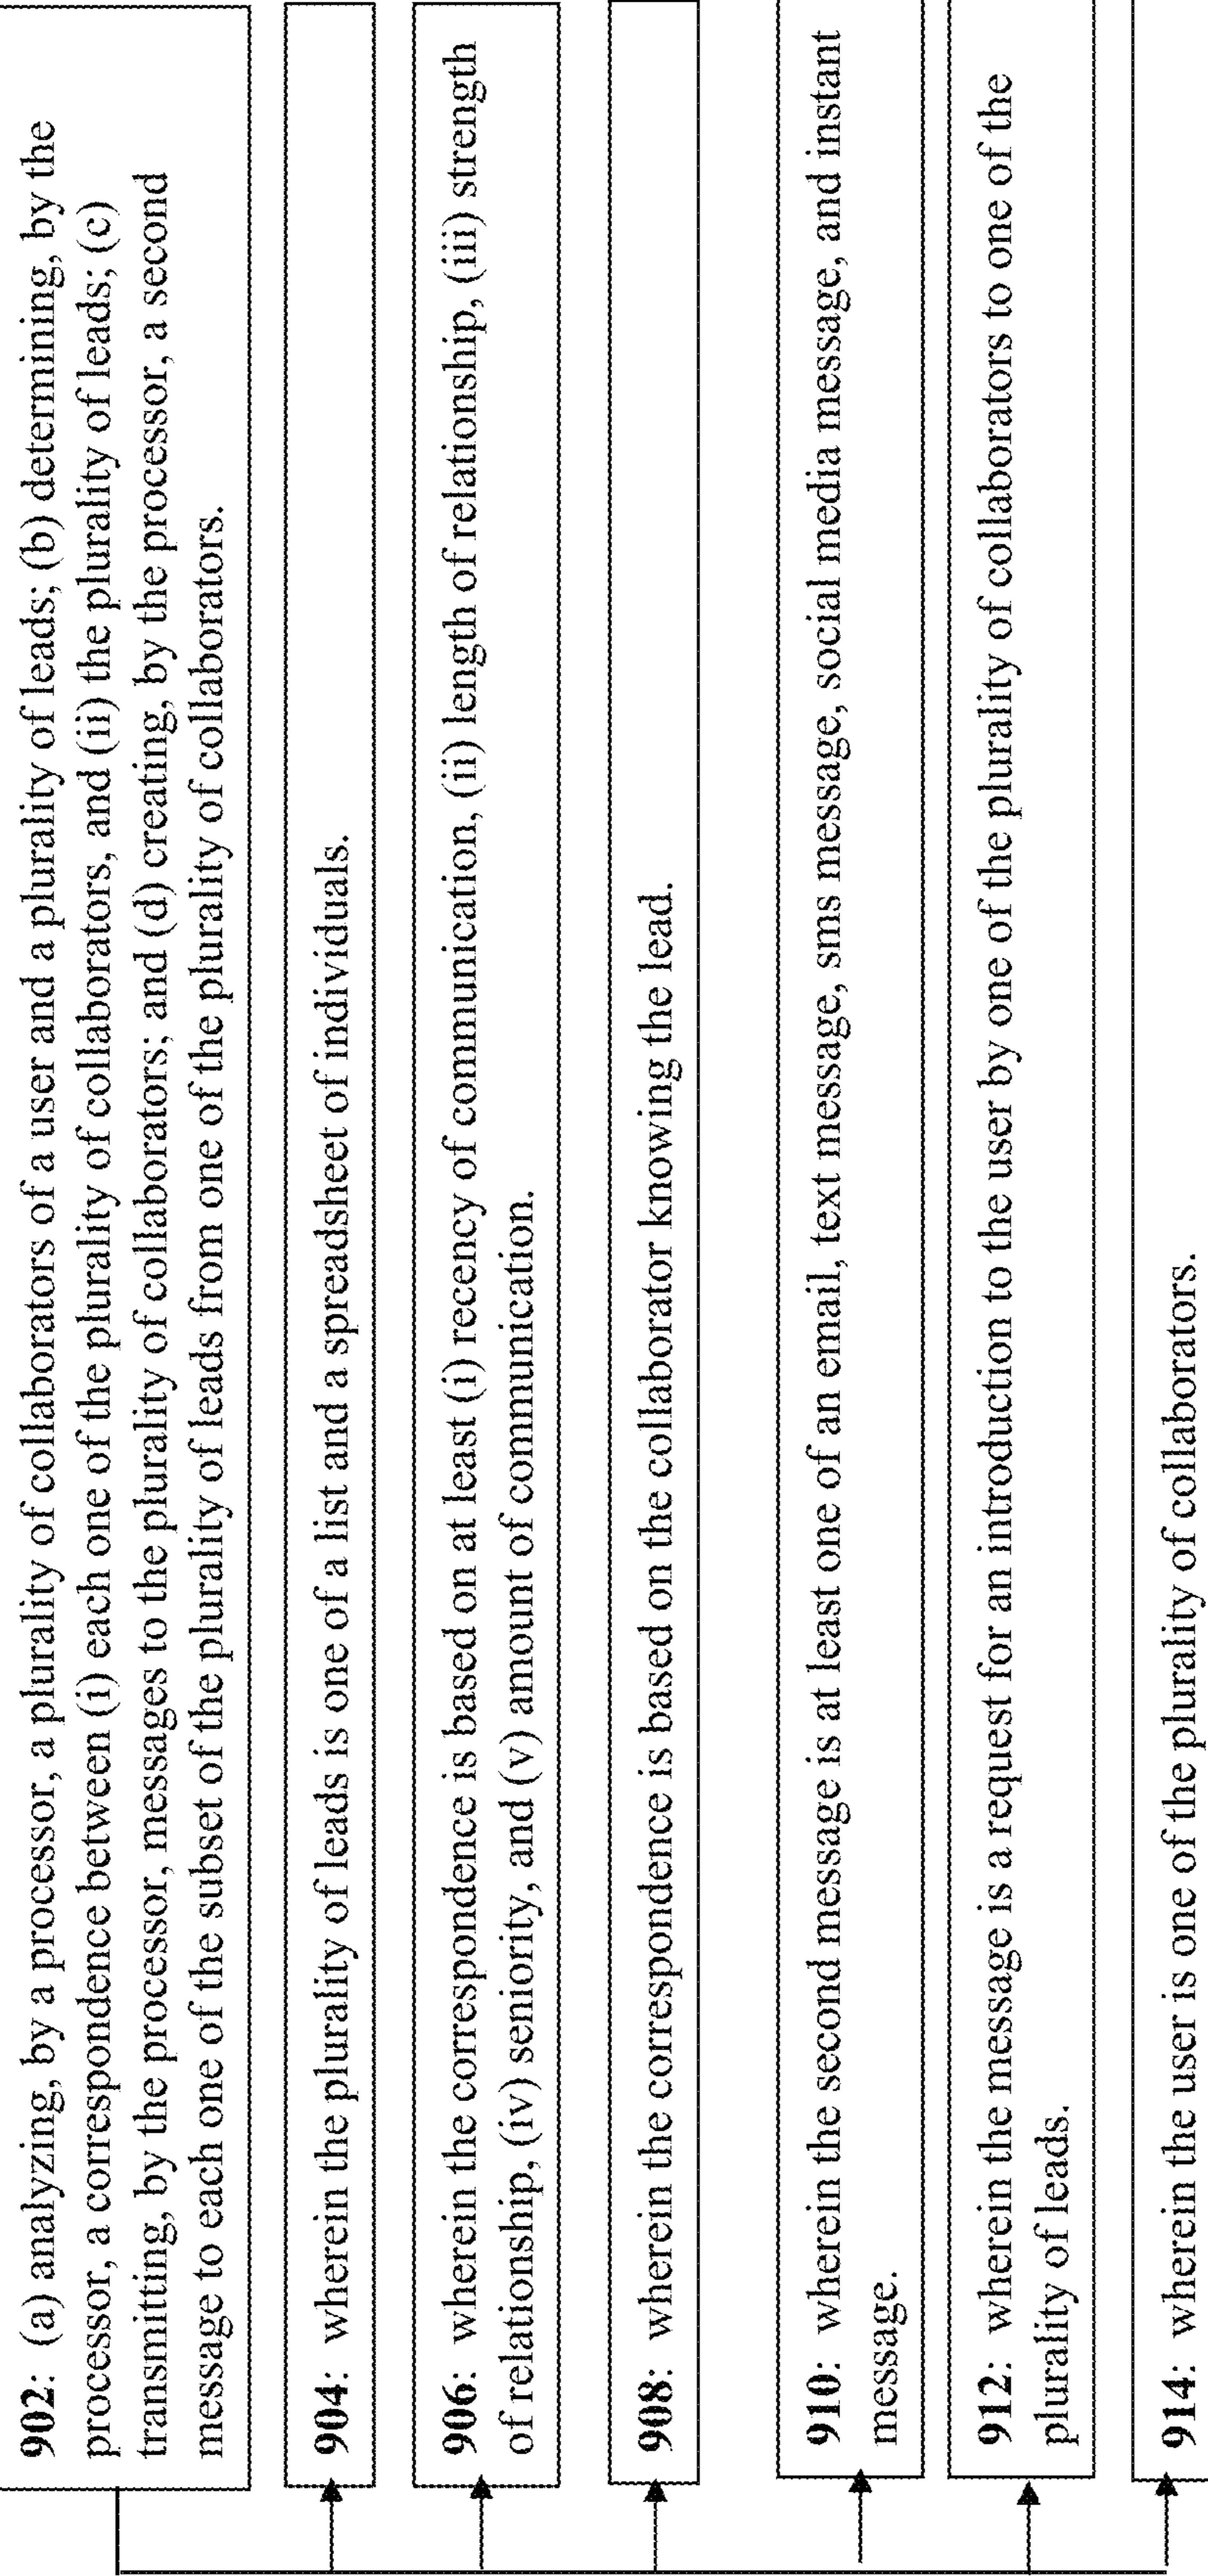 902: (a) analyzing, by a processor, a plurality of collaborators of a user and a plurality of leads; (b) determining, by the
processor, a correspondence between (i) each one of the plurality of collaborators, and (ii) the plurality of leads; (c)
transmitting, by the processor, messages to the plurality of collaborators; and (d) creating, by the processor, a second
message to each one of the subset of the plurality of leads from one of the plurality of collaborators.
904: wherein the plurality of leads is one of a list and a spreadsheet of individuals.
906: wherein the correspondence is based on at least (i) recency of communication, (ii) length of relationship, (iii) strength
of relationship, (iv) seniority, and (v) amount of communication.
908: wherein the correspondence is based on the collaborator knowing the lead.
910: wherein the second message is at least one of an email, text message, sms message, social media message, and instant
message.
912: wherein the message is a request for an introduction to the user by one of the plurality of collaborators to one of the
plurality of leads.
914: wherein the user is one of the plurality of collaborators.